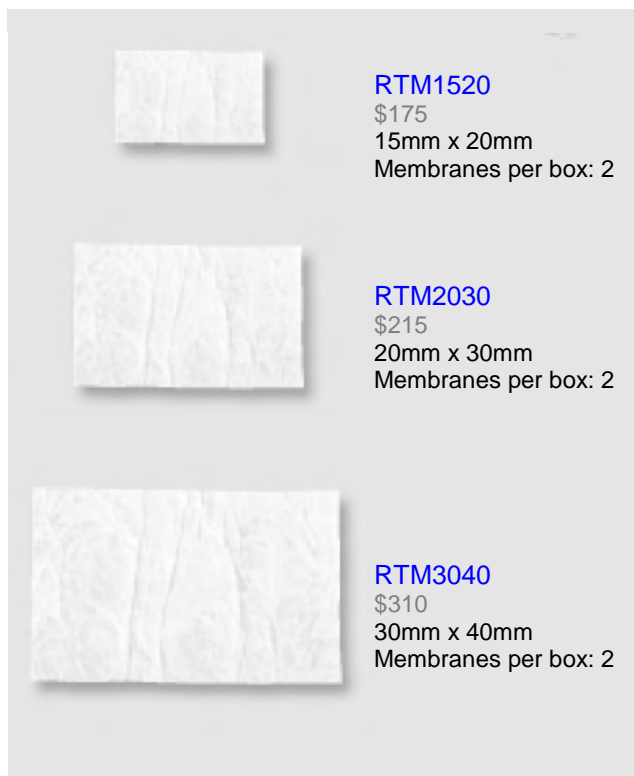 RTM1520
$175
15mm x 20mm
Membranes per box: 2
RTM2030
$215
20mm x 30mm
Membranes per box: 2
RTM3040
$310
30mm x 40mm
Membranes per box: 2